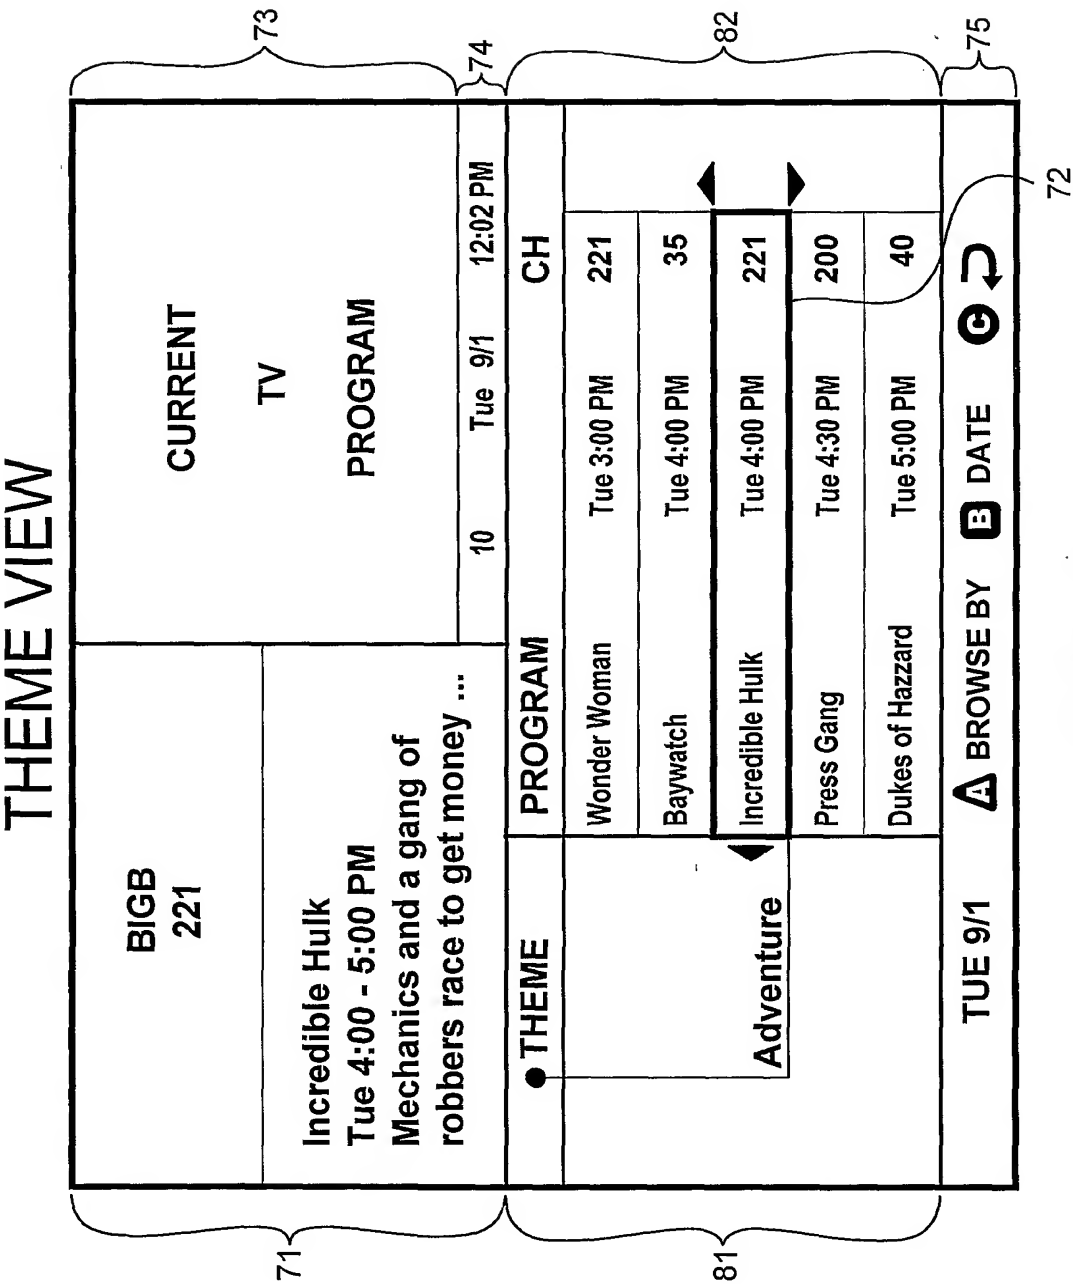 THEME VIEW
BIGB
221
CURRENT
TV
PROGRAM
Incredible Hulk
Tue 4:00 - 5:00 PM
Mechanics and a gang of
robbers race to get money ...
10 Tue 9/1 12:02 PM
THEME PROGRAM CH
Wonder Woman Tue 3:00 PM 221
Baywatch Tue 4:00 PM 35
Adventure Incredible Hulk Tue 4:00 PM 221
Press Gang Tue 4:30 PM 200
Dukes of Hazzard Tue 5:00 PM 40
TUE 9/1 A BROWSE BY B DATE C
71
73
74
81
82
75
72